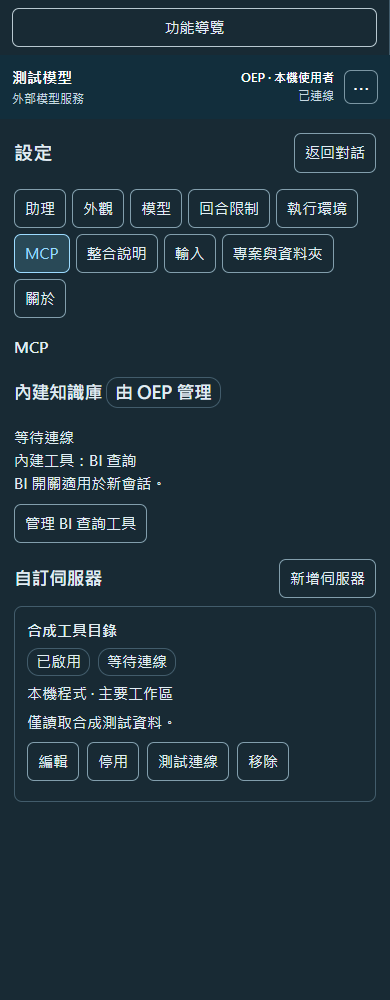 功能導覽
測試模型
外部模型服務
OEP · 本機使用者
已連線
...
設定
返回對話
助理 外觀 模型 回合限制 執行環境
MCP 整合說明 輸入 專案與資料夾
關於
MCP
內建知識庫 由 OEP 管理
等待連線
內建工具：BI 查詢
BI 開關適用於新會話。
管理 BI 查詢工具
自訂伺服器 新增伺服器
合成工具目錄
已啟用 等待連線
本機程式 · 主要工作區
僅讀取合成測試資料。
編輯 停用 測試連線 移除